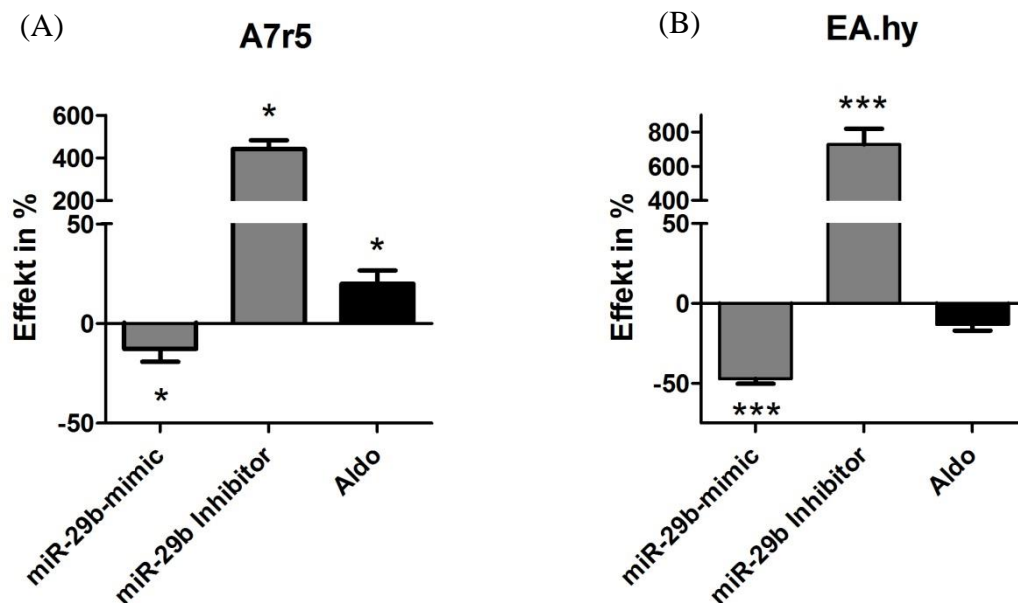 (A)
A7r5
Effekt in %
600
400
200
50
0
-50
*
*
*
miR-29b-mimic
miR-29b Inhibitor
Aldo
(B)
EA.hy
Effekt in %
800
600
400
50
0
-50
***
***
miR-29b-mimic
miR-29b Inhibitor
Aldo